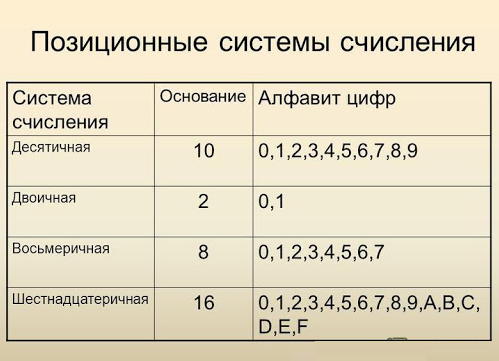 Позиционные системы счисления
Система счисления Основание Алфавит цифр
Десятичная 10 0,1,2,3,4,5,6,7,8,9
Двоичная 2 0,1
Восьмеричная 8 0,1,2,3,4,5,6,7
Шестнадцатеричная 16 0,1,2,3,4,5,6,7,8,9,A,B,C,
D,E,F